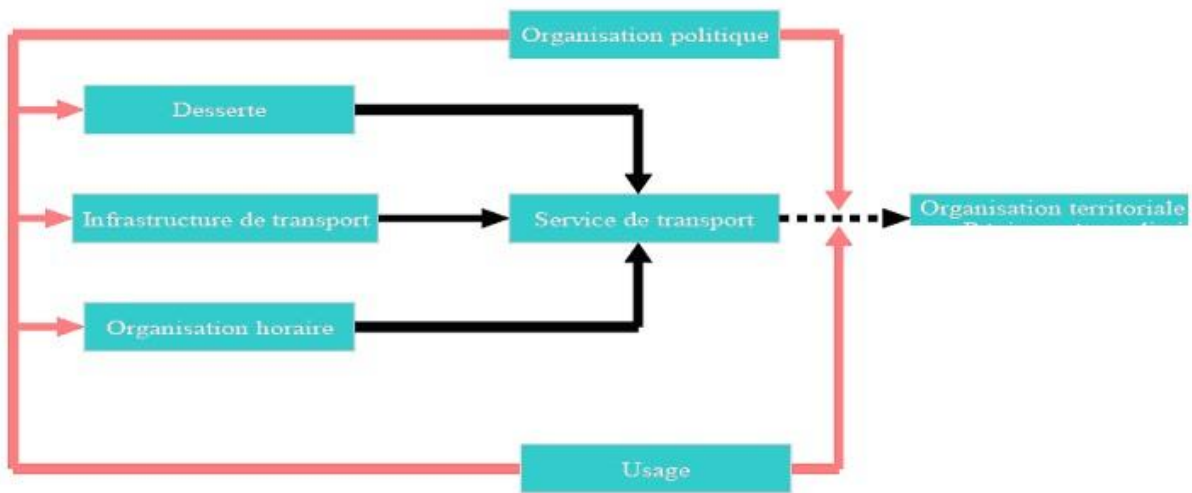 Organisation politique
Desserte
Infrastructure de transport
Service de transport
Organisation territoriale
Organisation horaire
Usage